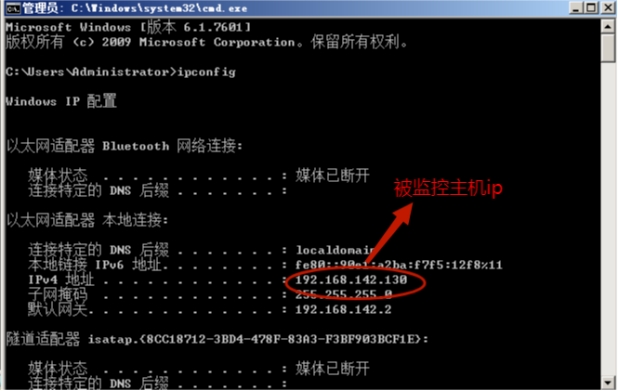 管理员: C:\Windows\system32\cmd.exe
Microsoft Windows [版本 6.1.7601]
版权所有 (c) 2009 Microsoft Corporation。保留所有权利。
C:\Users\Administrator>ipconfig
Windows IP 配置
以太网适配器 Bluetooth 网络连接:
媒体状态 . . . . . . . . . . . . : 媒体已断开
连接特定的 DNS 后缀 . . . . . . . :
被监控主机ip
以太网适配器 本地连接:
连接特定的 DNS 后缀 . . . . . . . : localdomain
本地链接 IPv6 地址. . . . . . . . : fe80::90e1:a2ba:f7f5:12f8%11
IPv4 地址 . . . . . . . . . . . . : 192.168.142.130
子网掩码 . . . . . . . . . . . . : 255.255.255.0
默认网关. . . . . . . . . . . . . : 192.168.142.2
隧道适配器 isatap.{8CC18712-3BD4-478F-83A3-F3BF903BCF1E}:
媒体状态 . . . . . . . . . . . . : 媒体已断开
连接特定的 DNS 后缀 . . . . . . . :